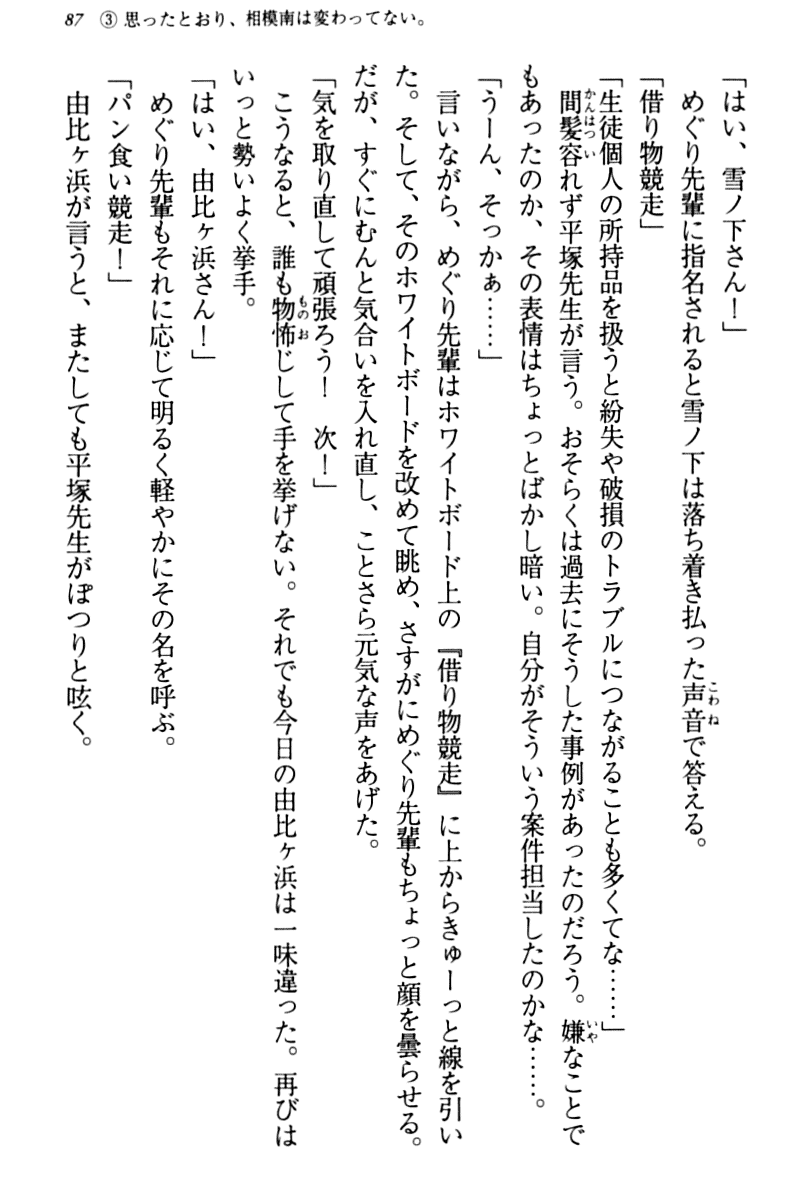 87 ③ 思ったとおり、相模南は変わってない。
「はい、雪ノ下さん！」
めぐり先輩に指名されると雪ノ下は落ち着き払った声音で答える。
「借り物競走」
「生徒個人の所持品を扱うと紛失や破損のトラブルにつながることも多くてな……」
間髪容れず平塚先生が言う。おそらくは過去にそうした事例があったのだろう。嫌なことで
もあったのか、その表情はちょっとばかし暗い。自分がそういう案件担当したのかな……。
「うーん、そっかぁ……」
言いながら、めぐり先輩はホワイトボード上の『借り物競走』に上からきゅーっと線を引い
た。そして、そのホワイトボードを改めて眺め、さすがにめぐり先輩もちょっと顔を曇らせる。
だが、すぐにむんと気合いを入れ直し、ことさら元気な声をあげた。
「気を取り直して頑張ろう！　次！」
こうなると、誰も物怖じして手を挙げない。それでも今日の由比ヶ浜は一味違った。再びは
いっと勢いよく挙手。
「はい、由比ヶ浜さん！」
めぐり先輩もそれに応じて明るく軽やかにその名を呼ぶ。
「パン食い競走！」
由比ヶ浜が言うと、またしても平塚先生がぽつりと呟く。